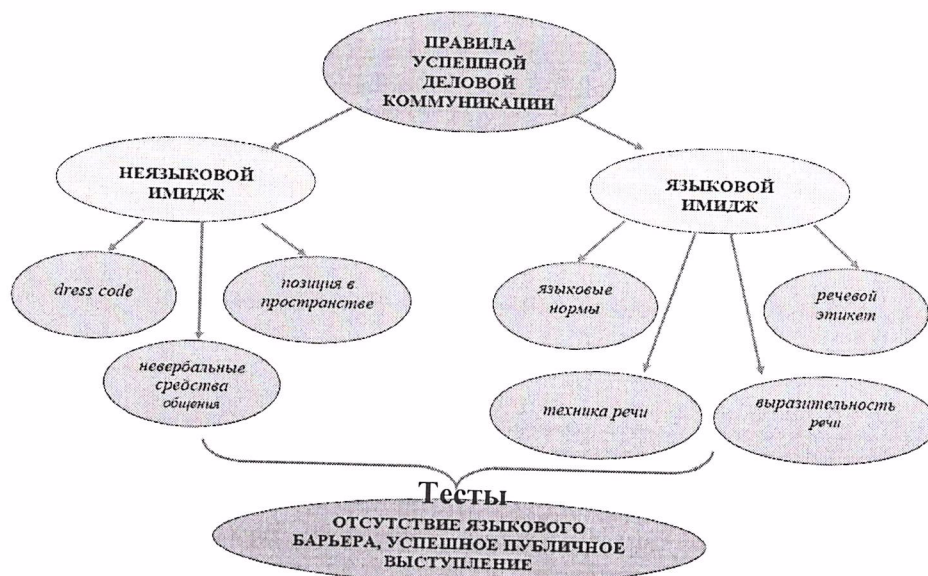 ПРАВИЛА
УСПЕШНОЙ
ДЕЛОВОЙ
КОММУНИКАЦИИ
НЕЯЗЫКОВОЙ
ИМИДЖ
ЯЗЫКОВОЙ
ИМИДЖ
dress code
позиция в
пространстве
невербальные
средства
общения
языковые
нормы
речевой
этикет
техника речи
выразительность
речи
Тесты
ОТСУТСТВИЕ ЯЗЫКОВОГО
БАРЬЕРА, УСПЕШНОЕ ПУБЛИЧНОЕ
ВЫСТУПЛЕНИЕ